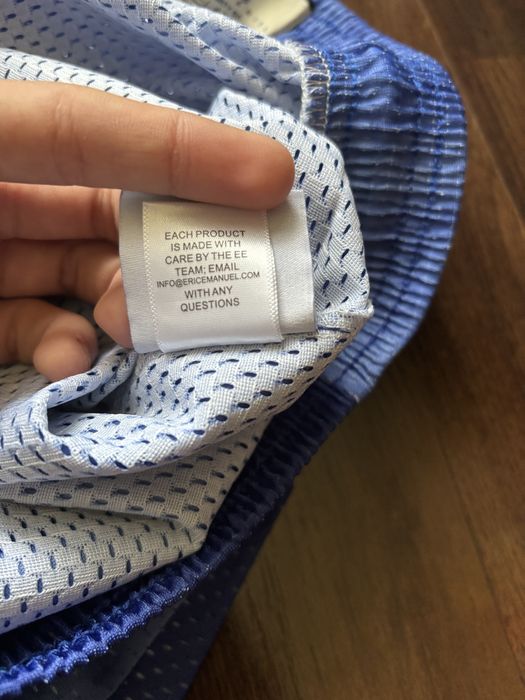 EACH PRODUCT
IS MADE WITH
CARE BY THE EE
TEAM; EMAIL
INFO@ERICEMANUEL.COM
WITH ANY
QUESTIONS